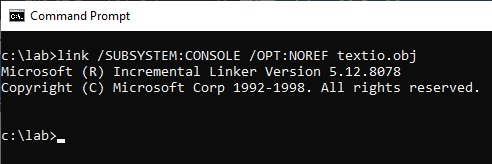 Command Prompt
c:\lab>link /SUBSYSTEM:CONSOLE /OPT:NOREF textio.obj
Microsoft (R) Incremental Linker Version 5.12.8078
Copyright (C) Microsoft Corp 1992-1998. All rights reserved.
c:\lab>